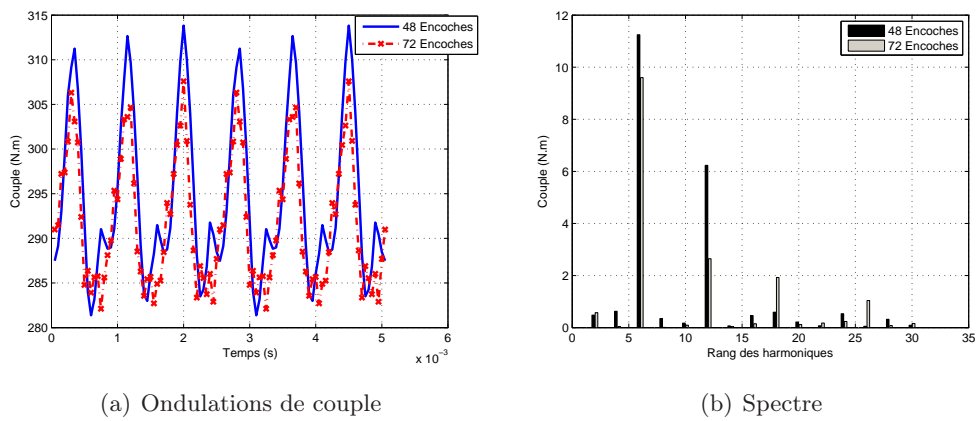 315
310
305
300
295
290
285
280
0
1
2
3
4
5
6
x 10⁻³
Couple (N.m)
Temps (s)
48 Encoches
72 Encoches
(a) Ondulations de couple
12
10
8
6
4
2
0
0
5
10
15
20
25
30
35
Couple (N.m)
Rang des harmoniques
48 Encoches
72 Encoches
(b) Spectre